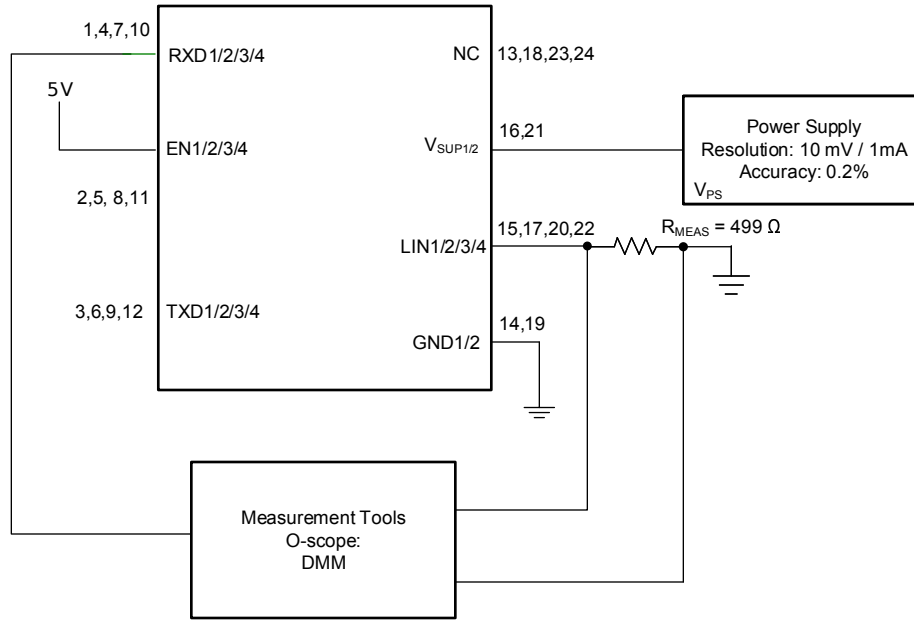 1,4,7,10
RXD1/2/3/4
NC
13,18,23,24
5V
EN1/2/3/4
2,5, 8,11
VSUP1/2
16,21
Power Supply
Resolution: 10 mV / 1mA
Accuracy: 0.2%
VPS
15,17,20,22
LIN1/2/3/4
RMEAS = 499 Ω
3,6,9,12
TXD1/2/3/4
14,19
GND1/2
Measurement Tools
O-scope:
DMM